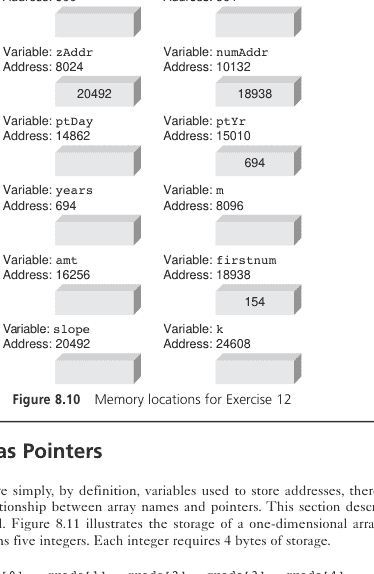 Variable: zAddr Variable: numAddr
Address: 8024 Address: 10132
20492 18938
Variable: ptDay Variable: ptYr
Address: 14862 Address: 15010
694
Variable: years Variable: m
Address: 694 Address: 8096
Variable: amt Variable: firstnum
Address: 16256 Address: 18938
154
Variable: slope Variable: k
Address: 20492 Address: 24608
Figure 8.10 Memory locations for Exercise 12
as Pointers
e simply, by definition, variables used to store addresses, ther
tionship between array names and pointers. This section descr
l. Figure 8.11 illustrates the storage of a one-dimensional arra
ns five integers. Each integer requires 4 bytes of storage.